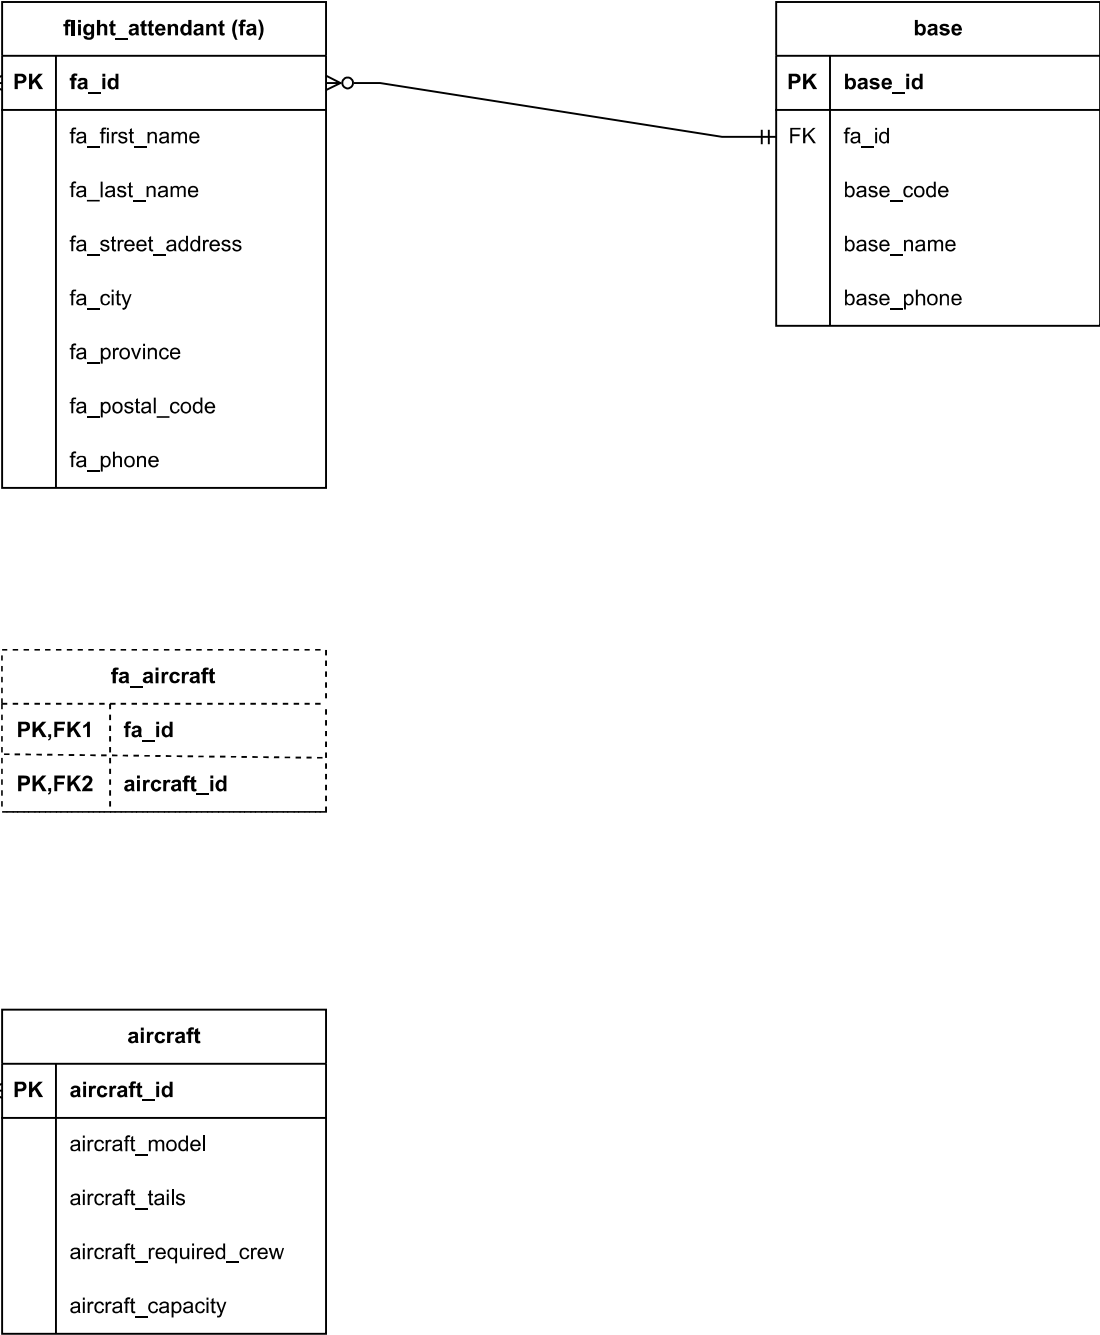 flight_attendant (fa)
PK fa_id
fa_first_name
fa_last_name
fa_street_address
fa_city
fa_province
fa_postal_code
fa_phone
base
PK base_id
FK fa_id
base_code
base_name
base_phone
fa_aircraft
PK,FK1 fa_id
PK,FK2 aircraft_id
aircraft
PK aircraft_id
aircraft_model
aircraft_tails
aircraft_required_crew
aircraft_capacity